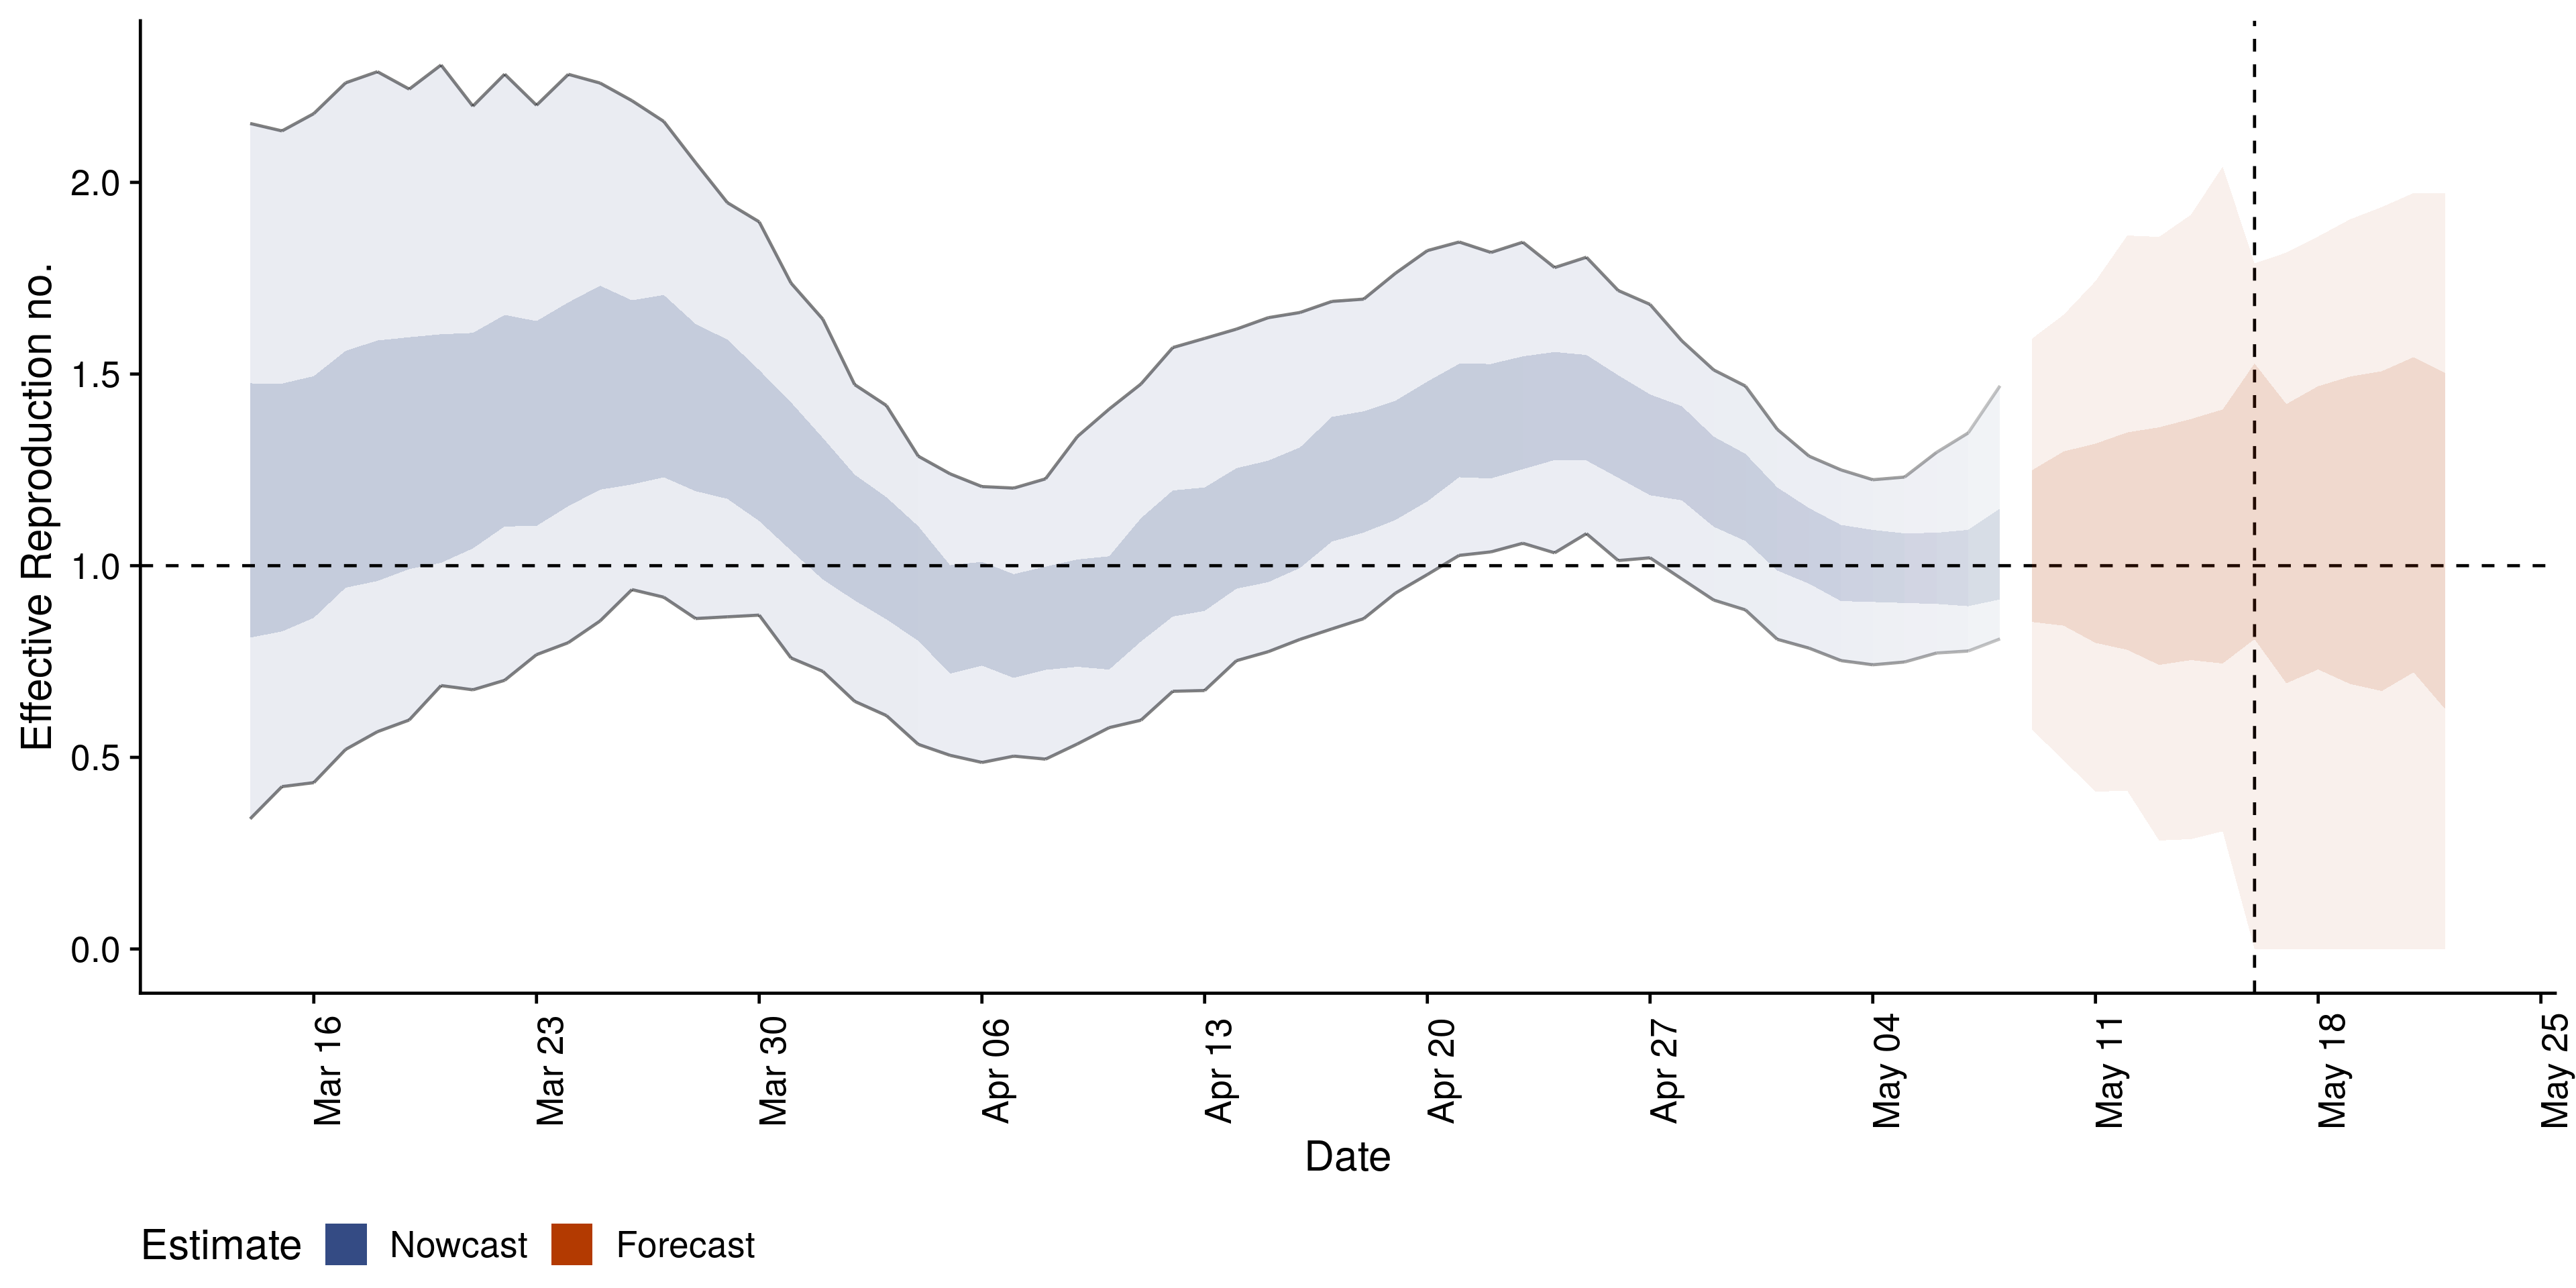 Effective Reproduction no.
2.0
1.5
1.0
0.5
0.0
Mar 16
Mar 23
Mar 30
Apr 06
Apr 13
Apr 20
Apr 27
May 04
May 11
May 18
May 25
Date
Estimate Nowcast Forecast